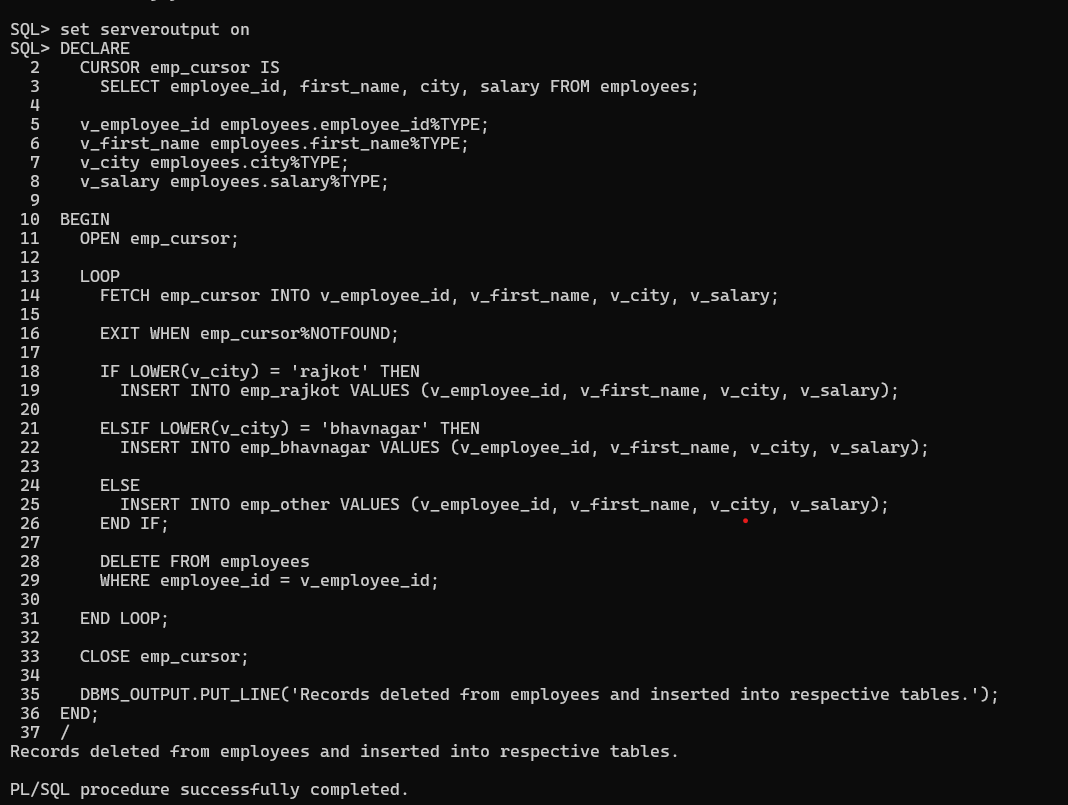 SQL> set serveroutput on
SQL> DECLARE
  2    CURSOR emp_cursor IS
  3      SELECT employee_id, first_name, city, salary FROM employees;
  4
  5    v_employee_id employees.employee_id%TYPE;
  6    v_first_name employees.first_name%TYPE;
  7    v_city employees.city%TYPE;
  8    v_salary employees.salary%TYPE;
  9
 10  BEGIN
 11    OPEN emp_cursor;
 12
 13    LOOP
 14      FETCH emp_cursor INTO v_employee_id, v_first_name, v_city, v_salary;
 15
 16      EXIT WHEN emp_cursor%NOTFOUND;
 17
 18      IF LOWER(v_city) = 'rajkot' THEN
 19        INSERT INTO emp_rajkot VALUES (v_employee_id, v_first_name, v_city, v_salary);
 20
 21      ELSIF LOWER(v_city) = 'bhavnagar' THEN
 22        INSERT INTO emp_bhavnagar VALUES (v_employee_id, v_first_name, v_city, v_salary);
 23
 24      ELSE
 25        INSERT INTO emp_other VALUES (v_employee_id, v_first_name, v_city, v_salary);
 26      END IF;
 27
 28      DELETE FROM employees
 29      WHERE employee_id = v_employee_id;
 30
 31    END LOOP;
 32
 33    CLOSE emp_cursor;
 34
 35    DBMS_OUTPUT.PUT_LINE('Records deleted from employees and inserted into respective tables.');
 36  END;
 37  /
Records deleted from employees and inserted into respective tables.

PL/SQL procedure successfully completed.